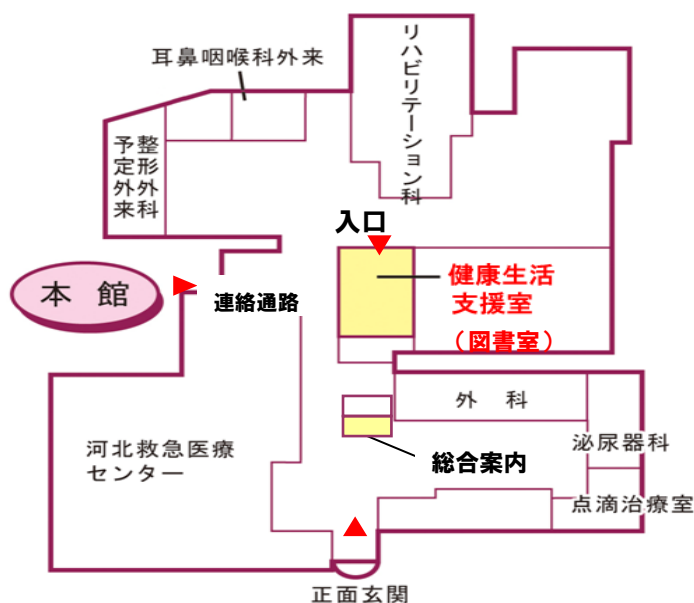 耳鼻咽喉科外来
リハビリテーション科
整形外科
予定外来
入口
健康生活
支援室
（図書室）
本 館
連絡通路
外 科
河北救急医療
センター
泌尿器科
総合案内
点滴治療室
正面玄関